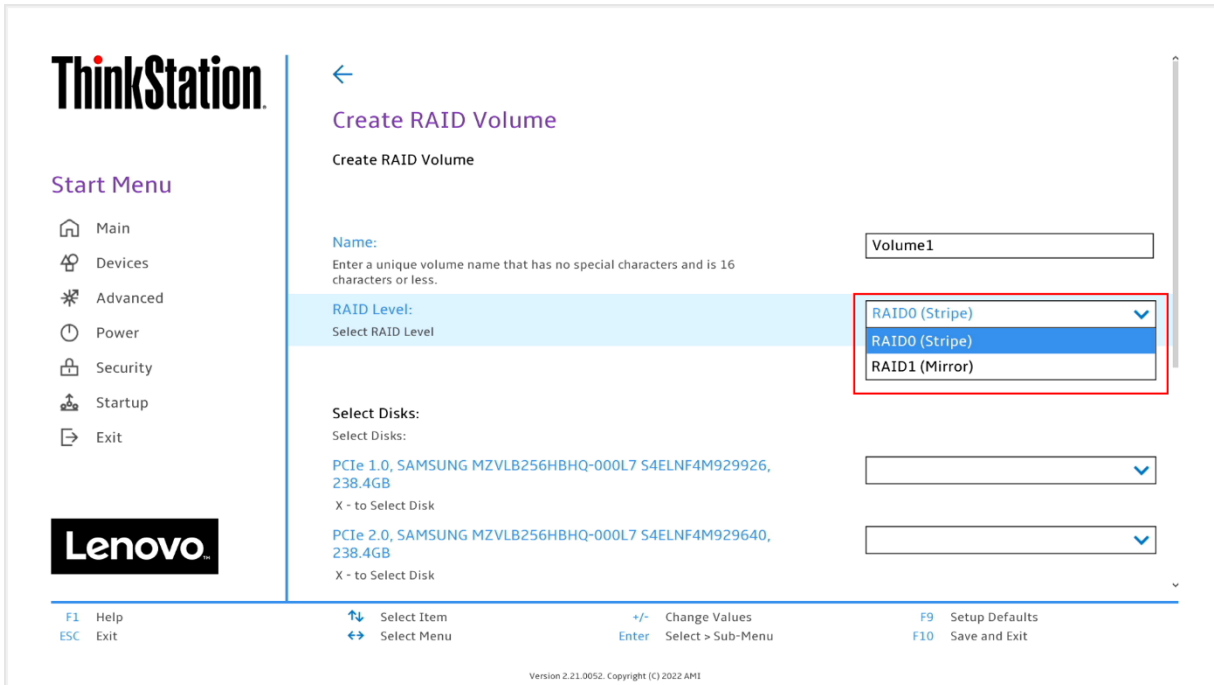 ThinkStation
Start Menu
Main
Devices
Advanced
Power
Security
Startup
Exit
Lenovo
Create RAID Volume
Create RAID Volume
Name:
Enter a unique volume name that has no special characters and is 16
characters or less.
Volume1
RAID Level:
Select RAID Level
RAID0 (Stripe)
RAID0 (Stripe)
RAID1 (Mirror)
Select Disks:
Select Disks:
PCIe 1.0, SAMSUNG MZVLB256HBHQ-000L7 S4ELNF4M929926,
238.4GB
X - to Select Disk
PCIe 2.0, SAMSUNG MZVLB256HBHQ-000L7 S4ELNF4M929640,
238.4GB
X - to Select Disk
F1 Help
ESC Exit
Select Item
Select Menu
+/- Change Values
Enter Select > Sub-Menu
F9 Setup Defaults
F10 Save and Exit
Version 2.21.0052. Copyright (C) 2022 AMI